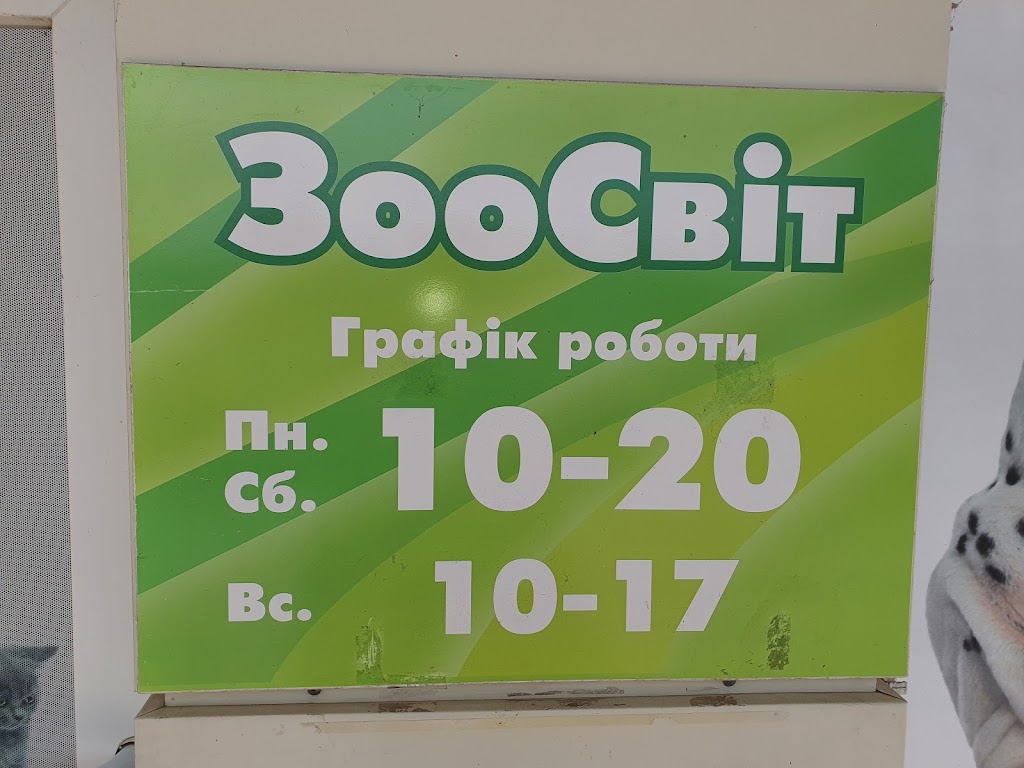 ЗооСвіт
Графік роботи
Пн.
Сб. 10-20
Вс. 10-17